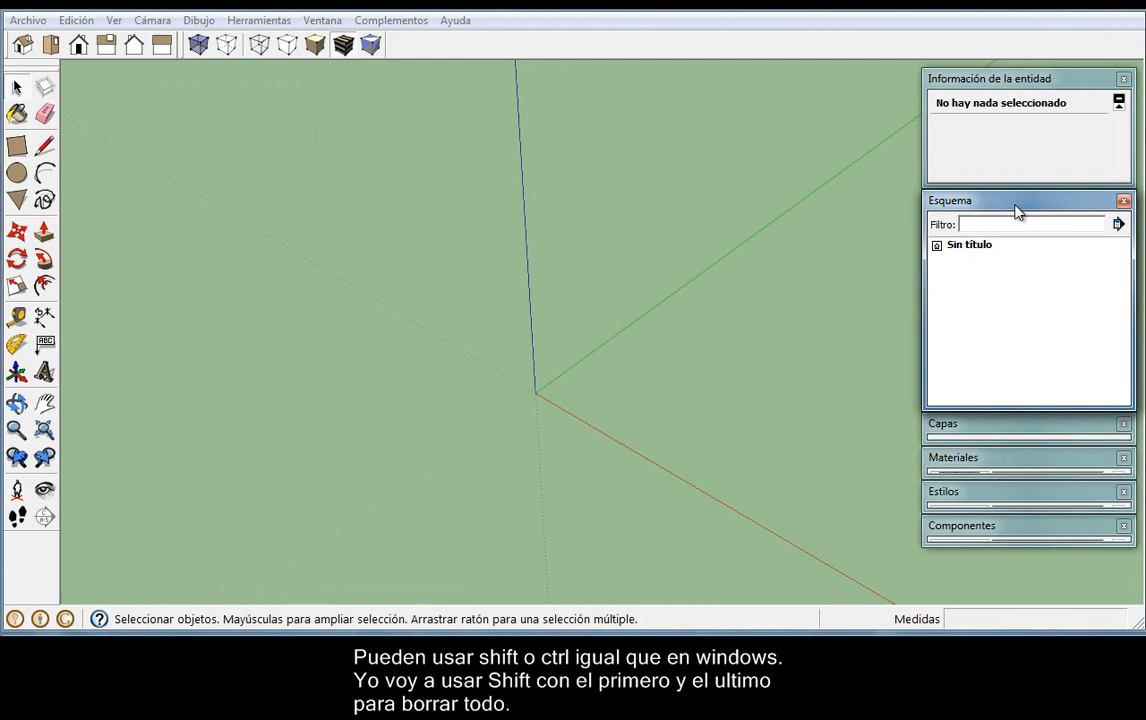 Archivo Edición Ver Cámara Dibujo Herramientas Ventana Complementos Ayuda
Información de la entidad
No hay nada seleccionado
Esquema
Filtro:
Sin título
Capas
Materiales
Estilos
Componentes
ABC
Seleccionar objetos. Mayúsculas para ampliar selección. Arrastrar ratón para una selección múltiple. Medidas
Pueden usar shift o ctrl igual que en windows.
Yo voy a usar Shift con el primero y el ultimo
para borrar todo.